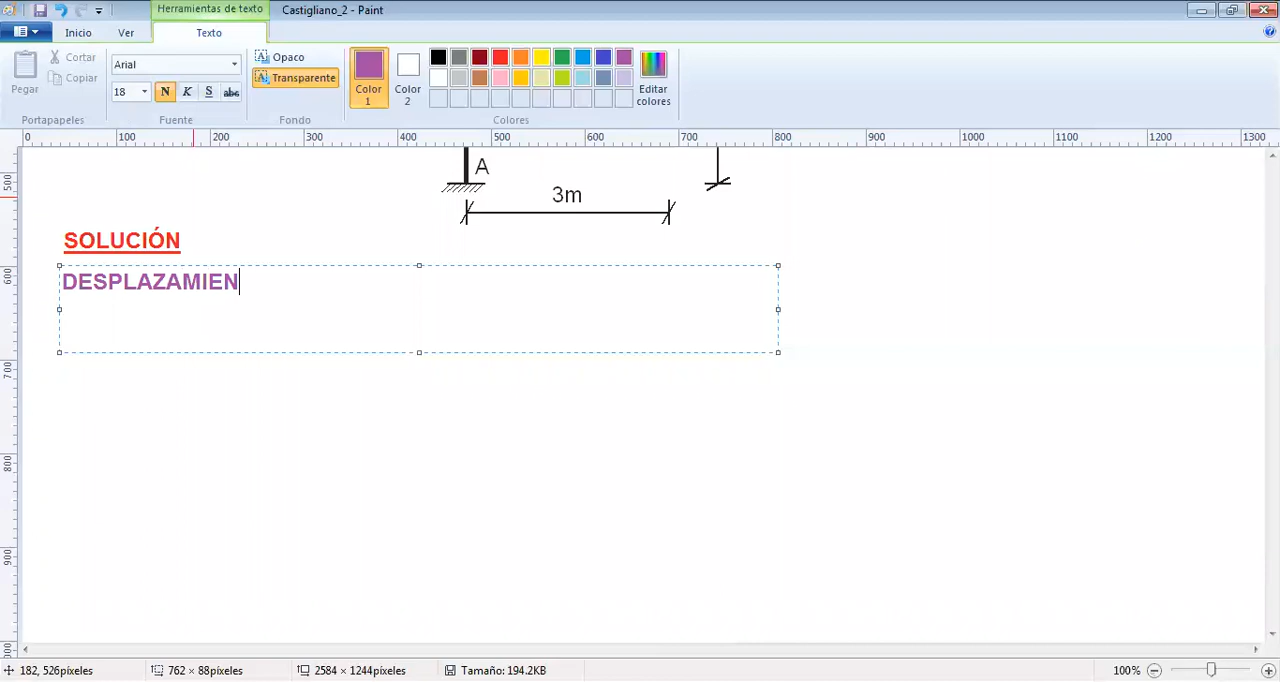 Herramientas de texto
Castigliano_2 - Paint
Inicio
Ver
Texto
Pegar
Cortar
Copiar
Portapapeles
Arial
18
N
K
S
abc
Fuente
A
Opaco
A
Transparente
Fondo
Color
1
Color
2
Editar
colores
Colores
0
100
200
300
400
500
600
700
800
900
1000
1100
1200
1300
500
600
700
800
900
A
3m
SOLUCIÓN
DESPLAZAMIEN
182, 526píxeles
762 × 88píxeles
2584 × 1244píxeles
Tamaño: 194.2KB
100%